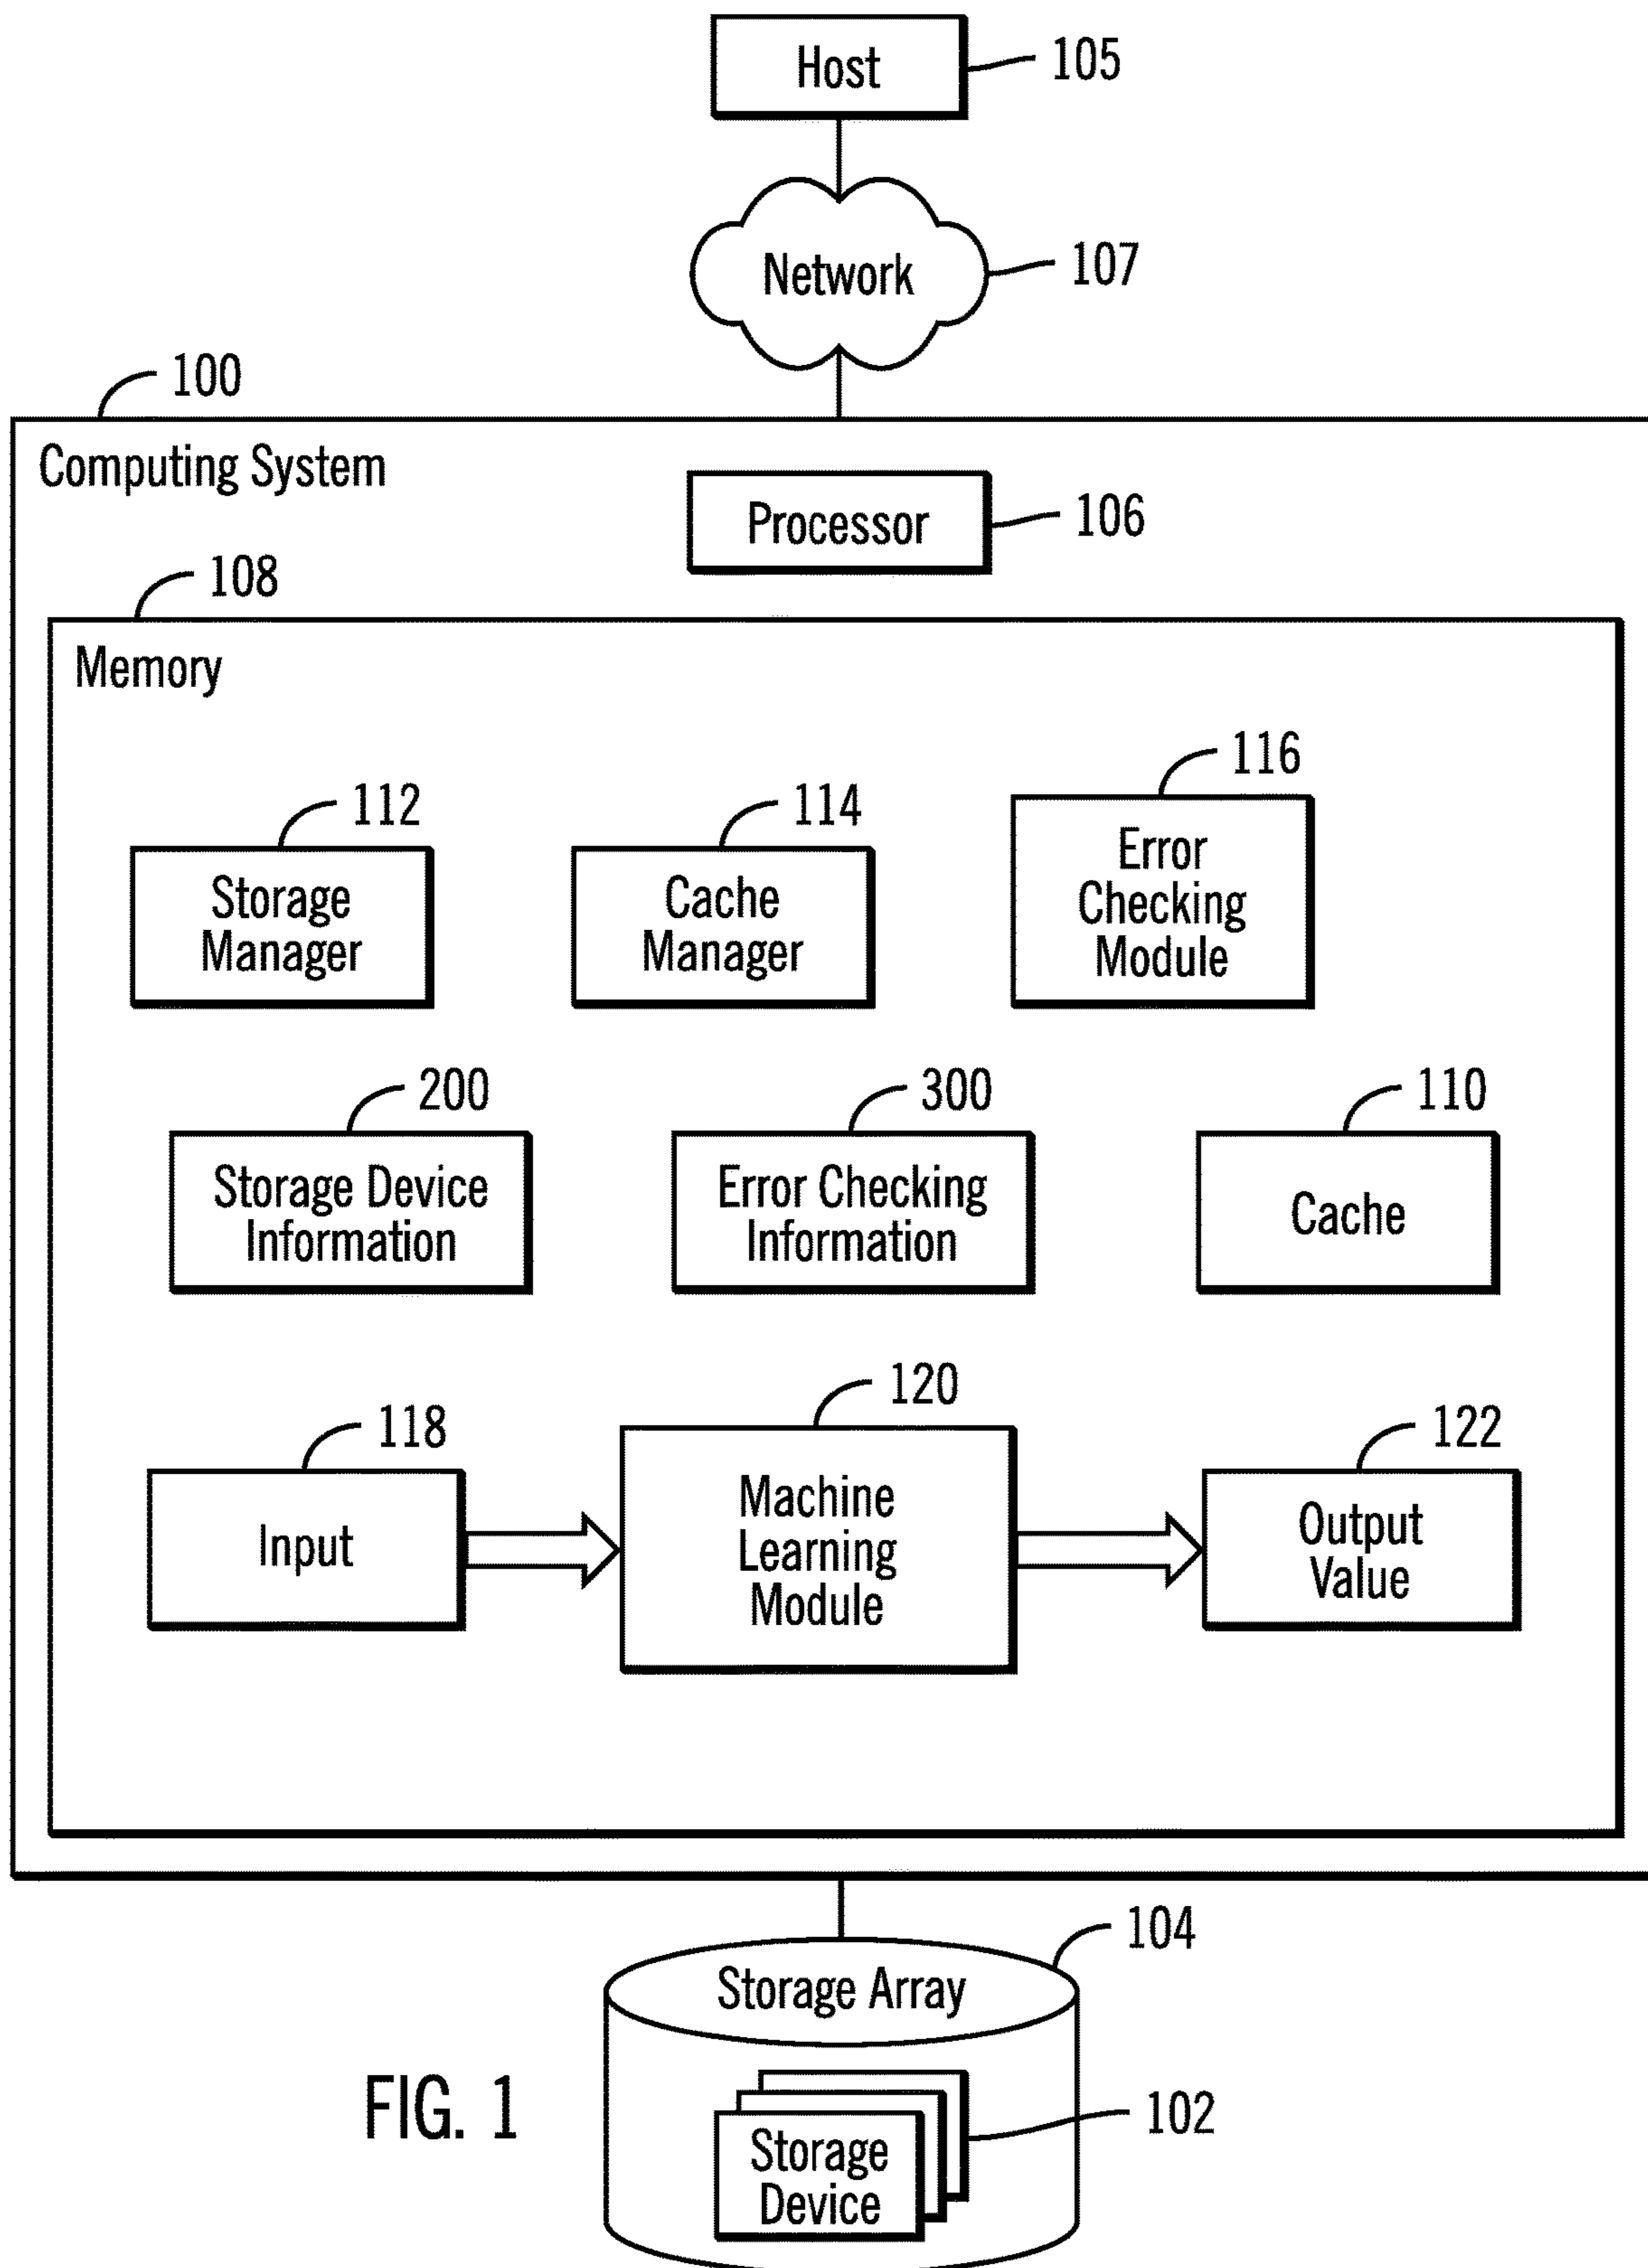 Host
105
Network
107
100
Computing System
Processor
106
108
Memory
112
Storage
Manager
114
Cache
Manager
116
Error
Checking
Module
200
Storage Device
Information
300
Error Checking
Information
110
Cache
118
Input
120
Machine
Learning
Module
122
Output
Value
104
Storage Array
102
Storage
Device
FIG. 1